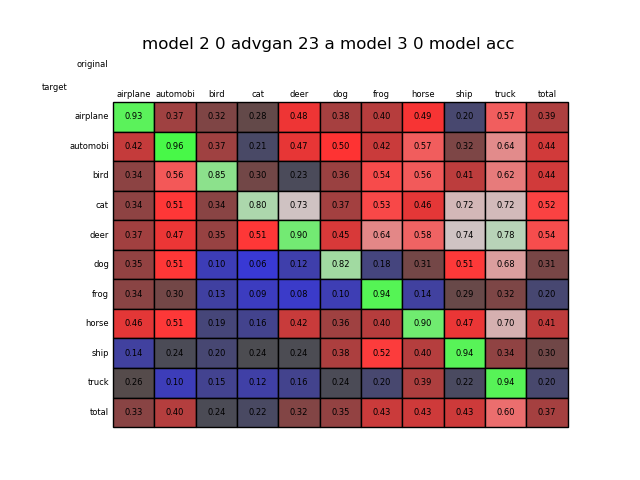 model 2 0 advgan 23 a model 3 0 model acc
original
target
airplane automobi bird cat deer dog frog horse ship truck total
airplane 0.93 0.37 0.32 0.28 0.48 0.38 0.40 0.49 0.20 0.57 0.39
automobi 0.42 0.96 0.37 0.21 0.47 0.50 0.42 0.57 0.32 0.64 0.44
bird 0.34 0.56 0.85 0.30 0.23 0.36 0.54 0.56 0.41 0.62 0.44
cat 0.34 0.51 0.34 0.80 0.73 0.37 0.53 0.46 0.72 0.72 0.52
deer 0.37 0.47 0.35 0.51 0.90 0.45 0.64 0.58 0.74 0.78 0.54
dog 0.35 0.51 0.10 0.06 0.12 0.82 0.18 0.31 0.51 0.68 0.31
frog 0.34 0.30 0.13 0.09 0.08 0.10 0.94 0.14 0.29 0.32 0.20
horse 0.46 0.51 0.19 0.16 0.42 0.36 0.40 0.90 0.47 0.70 0.41
ship 0.14 0.24 0.20 0.24 0.24 0.38 0.52 0.40 0.94 0.34 0.30
truck 0.26 0.10 0.15 0.12 0.16 0.24 0.20 0.39 0.22 0.94 0.20
total 0.33 0.40 0.24 0.22 0.32 0.35 0.43 0.43 0.43 0.60 0.37